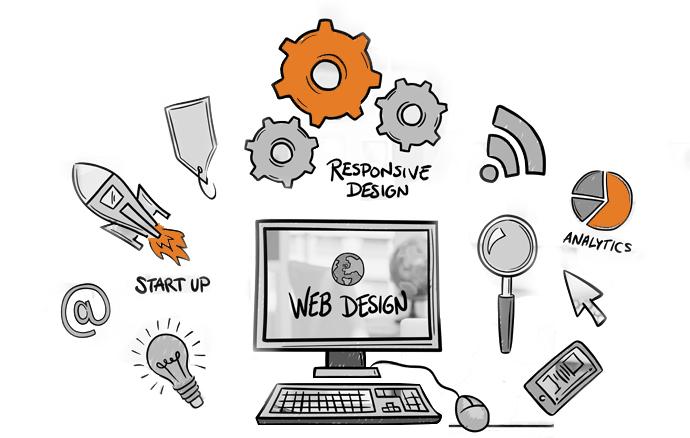 RESPONSIVE
DESIGN
ANALYTICS
START UP
@
WEB DESIGN